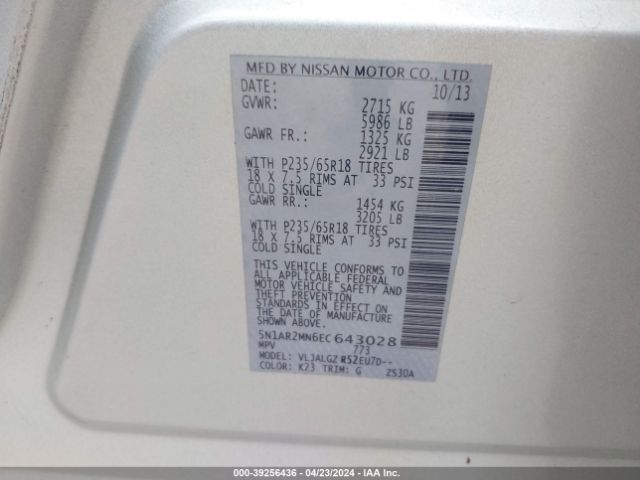 MFD BY NISSAN MOTOR CO., LTD.
DATE: 10/13
GVWR: 2715 KG
5986 LB
GAWR FR.: 1325 KG
2921 LB
WITH P235/65R18 TIRES
18 X 7.5 RIMS AT 33 PSI
COLD SINGLE
GAWR RR.: 1454 KG
3205 LB
WITH P235/65R18 TIRES
18 X 7.5 RIMS AT 33 PSI
COLD SINGLE
THIS VEHICLE CONFORMS TO
ALL APPLICABLE FEDERAL
MOTOR VEHICLE SAFETY AND
THEFT PREVENTION
STANDARDS IN EFFECT ON
THE DATE OF MANUFACTURE
SHOWN ABOVE.
5N1AR2MN6EC643028
MPV 773
MODEL: VLJALGZ R52EU7D--
COLOR: K23 TRIM: G ZS30A
000-39256436 - 04/23/2024 - IAA Inc.